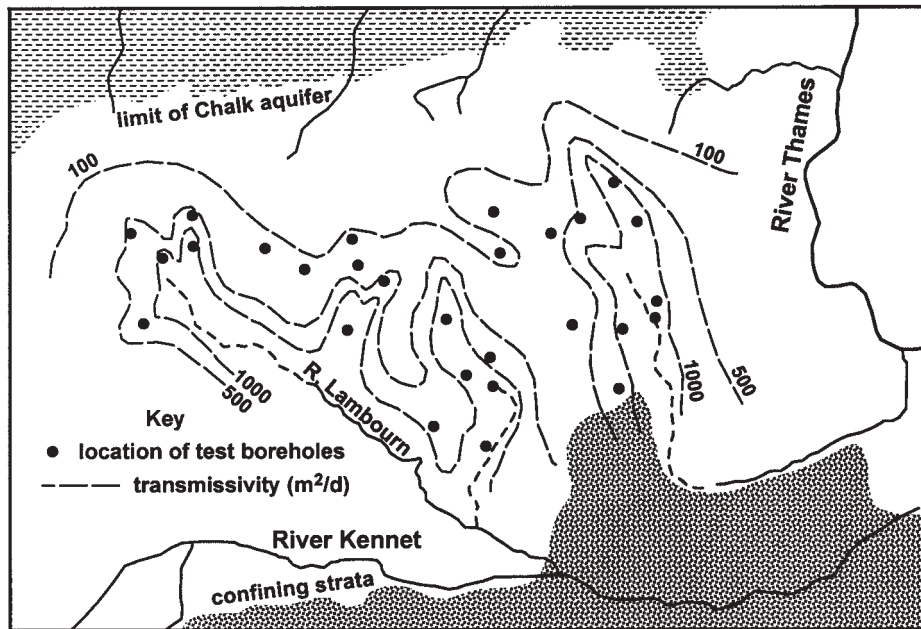 limit of Chalk aquifer
100
100
River Thames
R. Lambourn
1000
500
1000
500
Key
location of test boreholes
transmissivity (m²/d)
River Kennet
confining strata